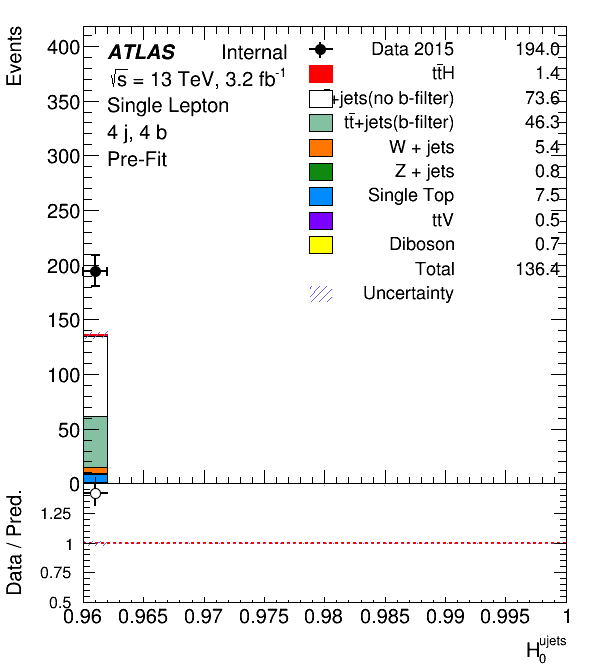 Events
400
350
300
250
200
150
100
50
0
ATLAS Internal
√s = 13 TeV, 3.2 fb-1
Single Lepton
4 j, 4 b
Pre-Fit
Data 2015 194.0
tt̄H 1.4
+jets(no b-filter) 73.6
tt̄+jets(b-filter) 46.3
W + jets 5.4
Z + jets 0.8
Single Top 7.5
ttV 0.5
Diboson 0.7
Total 136.4
Uncertainty
Data / Pred.
1.25
1
0.75
0.5
0.96 0.965 0.97 0.975 0.98 0.985 0.99 0.995 1
H0ujets